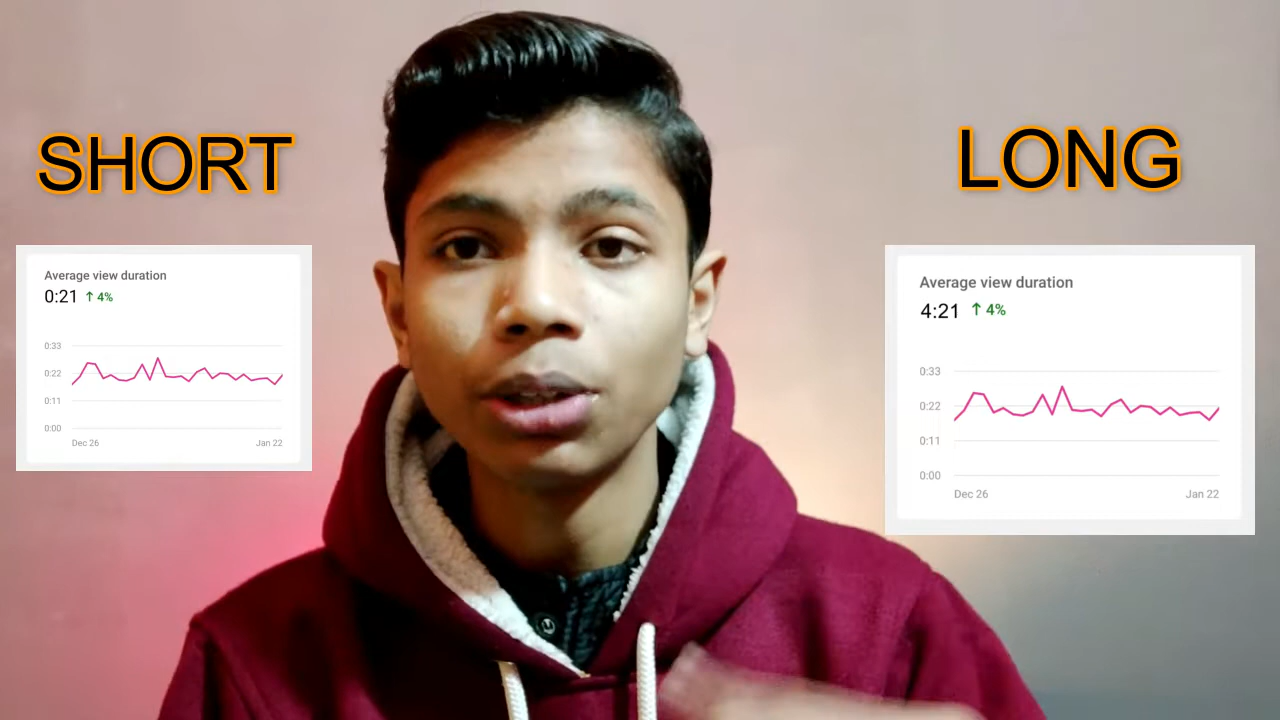 SHORT
Average view duration
0:21 ↑ 4%
0:33
0:22
0:11
0:00
Dec 26 Jan 22
LONG
Average view duration
4:21 ↑ 4%
0:33
0:22
0:11
0:00
Dec 26 Jan 22